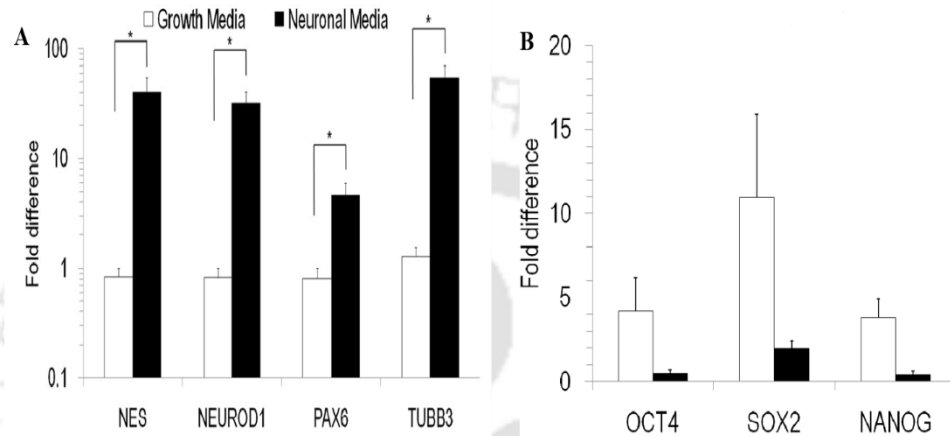 Growth Media Neuronal Media
A
Fold difference
100
10
1
0.1
* * * *
NES NEUROD1 PAX6 TUBB3
B
Fold difference
20
15
10
5
0
OCT4 SOX2 NANOG